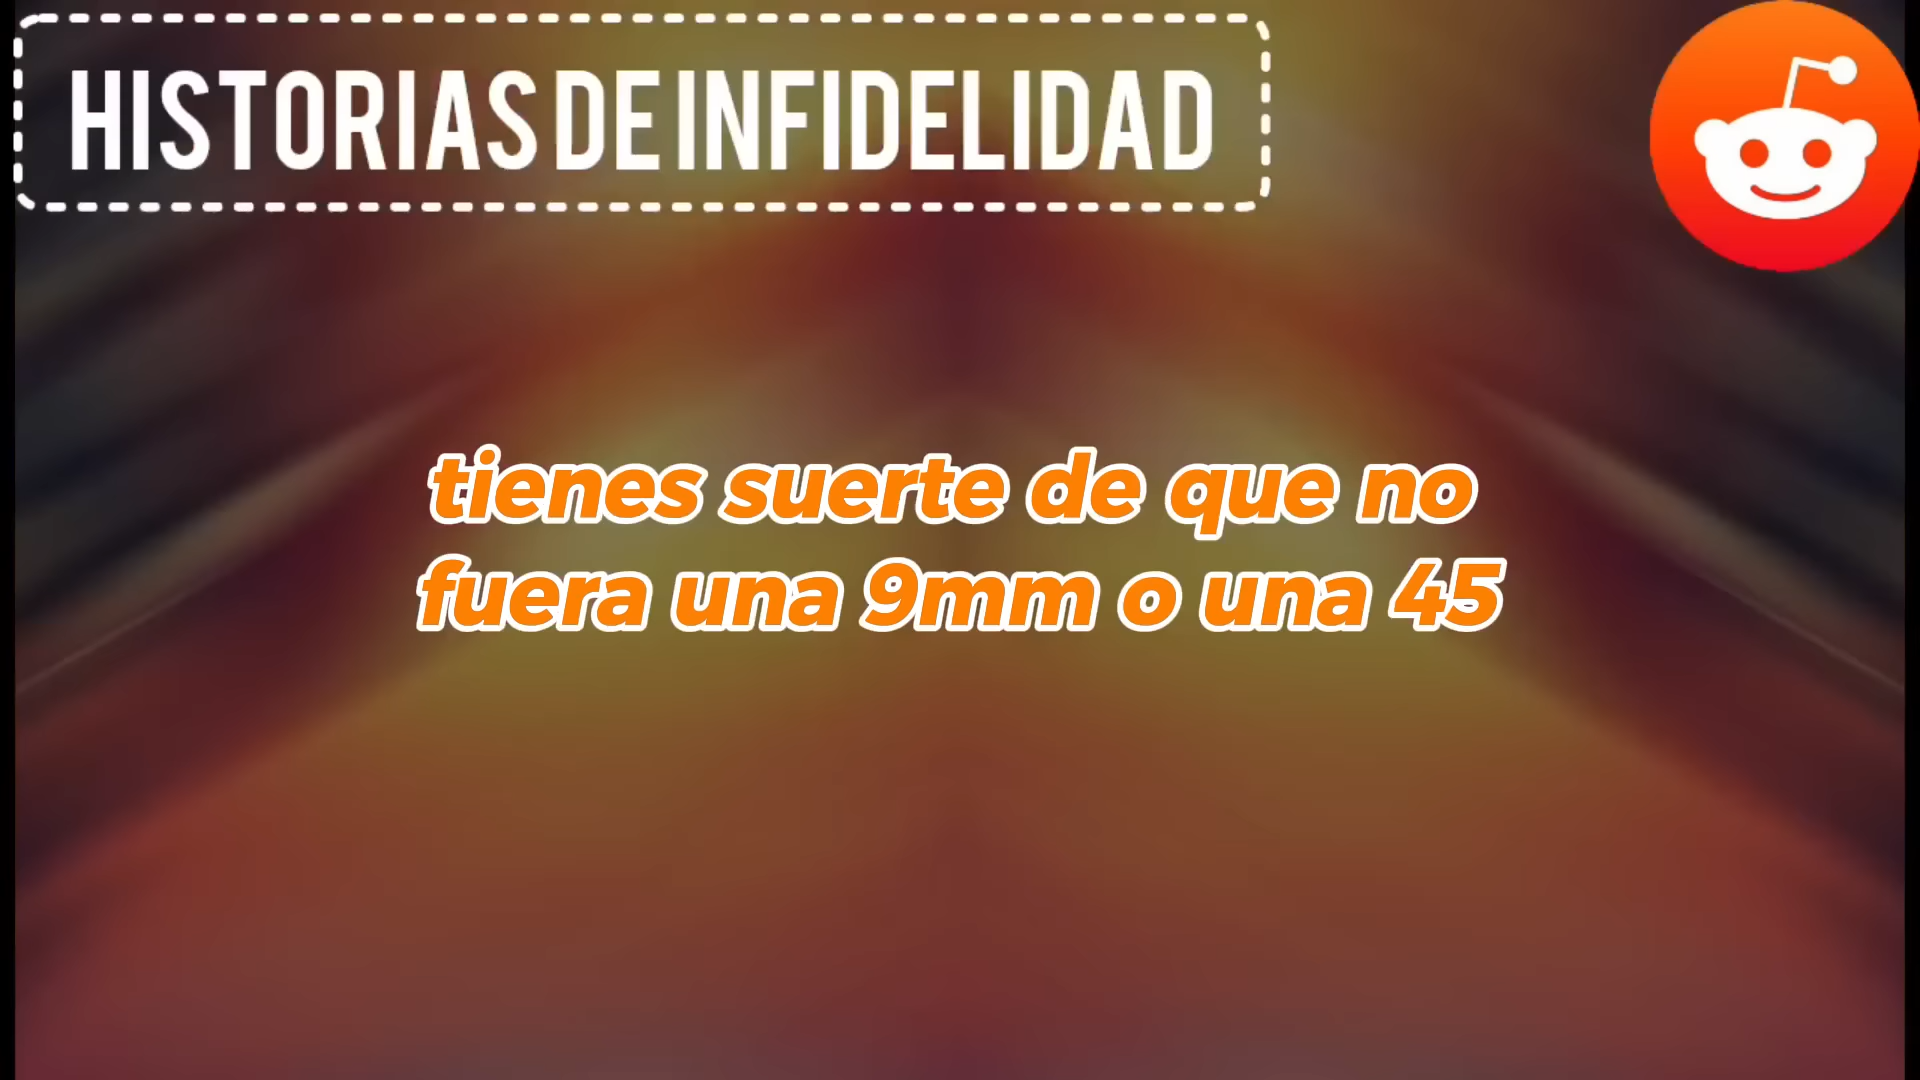 HISTORIAS DE INFIDELIDAD
tienes suerte de que no
fuera una 9mm o una 45